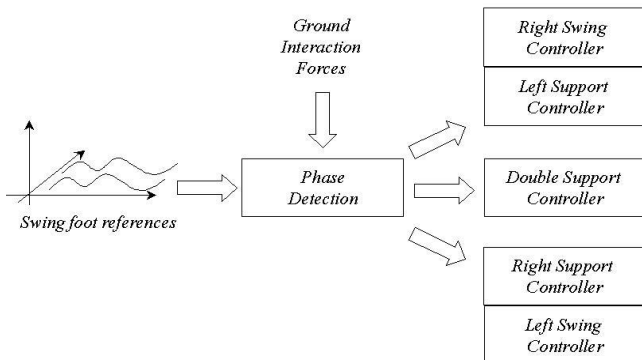 Ground
Interaction
Forces
Right Swing
Controller
Left Support
Controller
Swing foot references
Phase
Detection
Double Support
Controller
Right Support
Controller
Left Swing
Controller